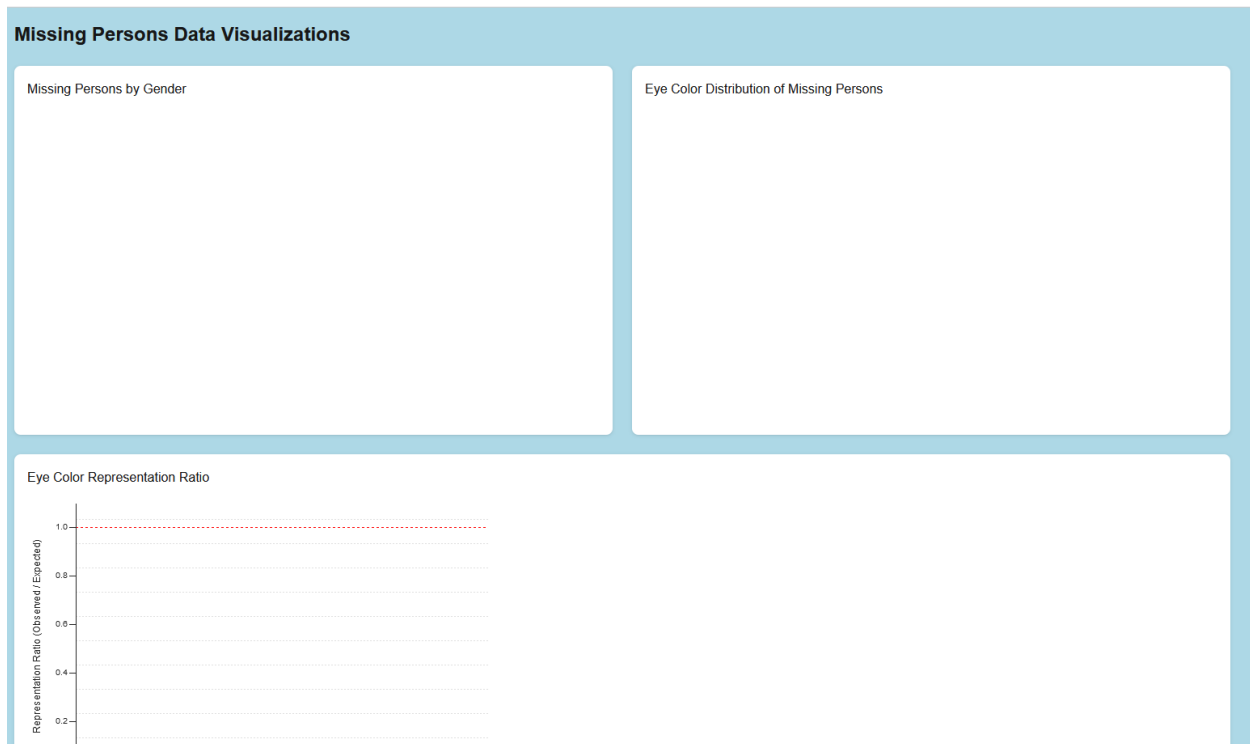 Missing Persons Data Visualizations
Missing Persons by Gender
Eye Color Distribution of Missing Persons
Eye Color Representation Ratio
Representation Ratio (Observed / Expected)
1.0
0.8
0.6
0.4
0.2